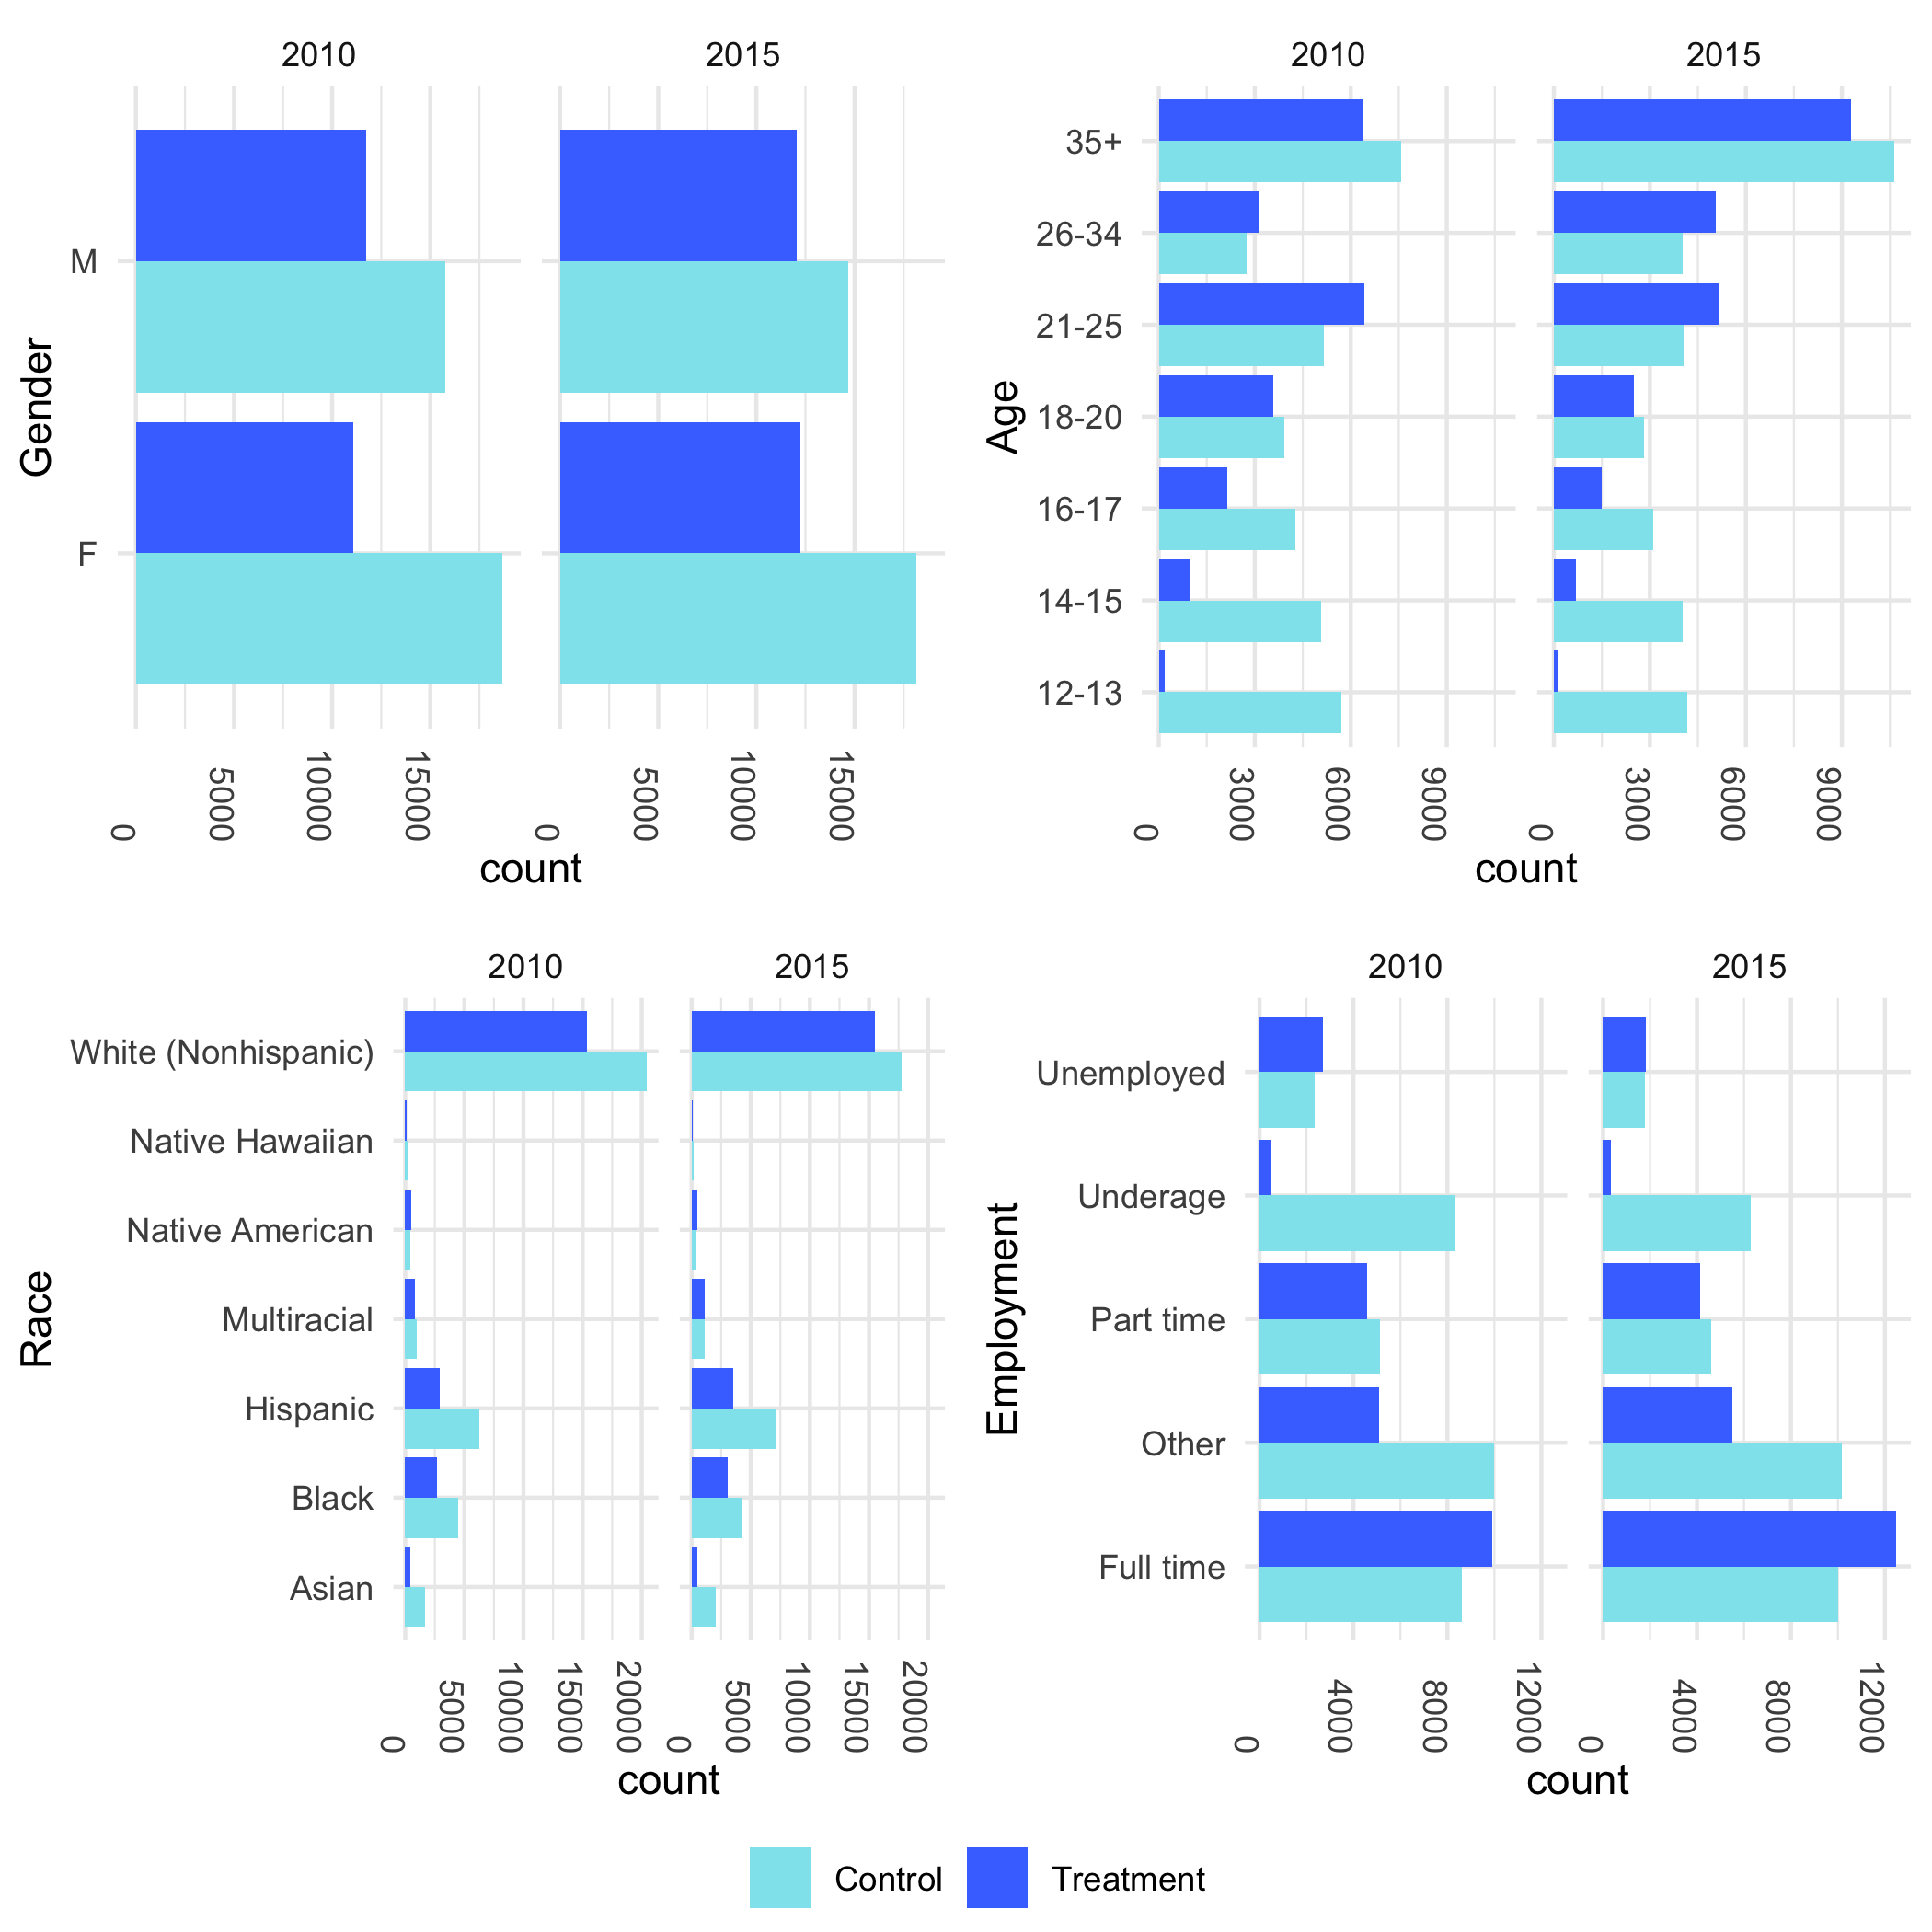 2010 2015
Gender
M
F
0 5000 10000 15000 0 5000 10000 15000
count
2010 2015
Age
35+
26-34
21-25
18-20
16-17
14-15
12-13
0 3000 6000 9000 0 3000 6000 9000
count
2010 2015
Race
White (Nonhispanic)
Native Hawaiian
Native American
Multiracial
Hispanic
Black
Asian
0 5000 10000 15000 20000 0 5000 10000 15000 20000
count
2010 2015
Employment
Unemployed
Underage
Part time
Other
Full time
0 4000 8000 12000 0 4000 8000 12000
count
Control Treatment